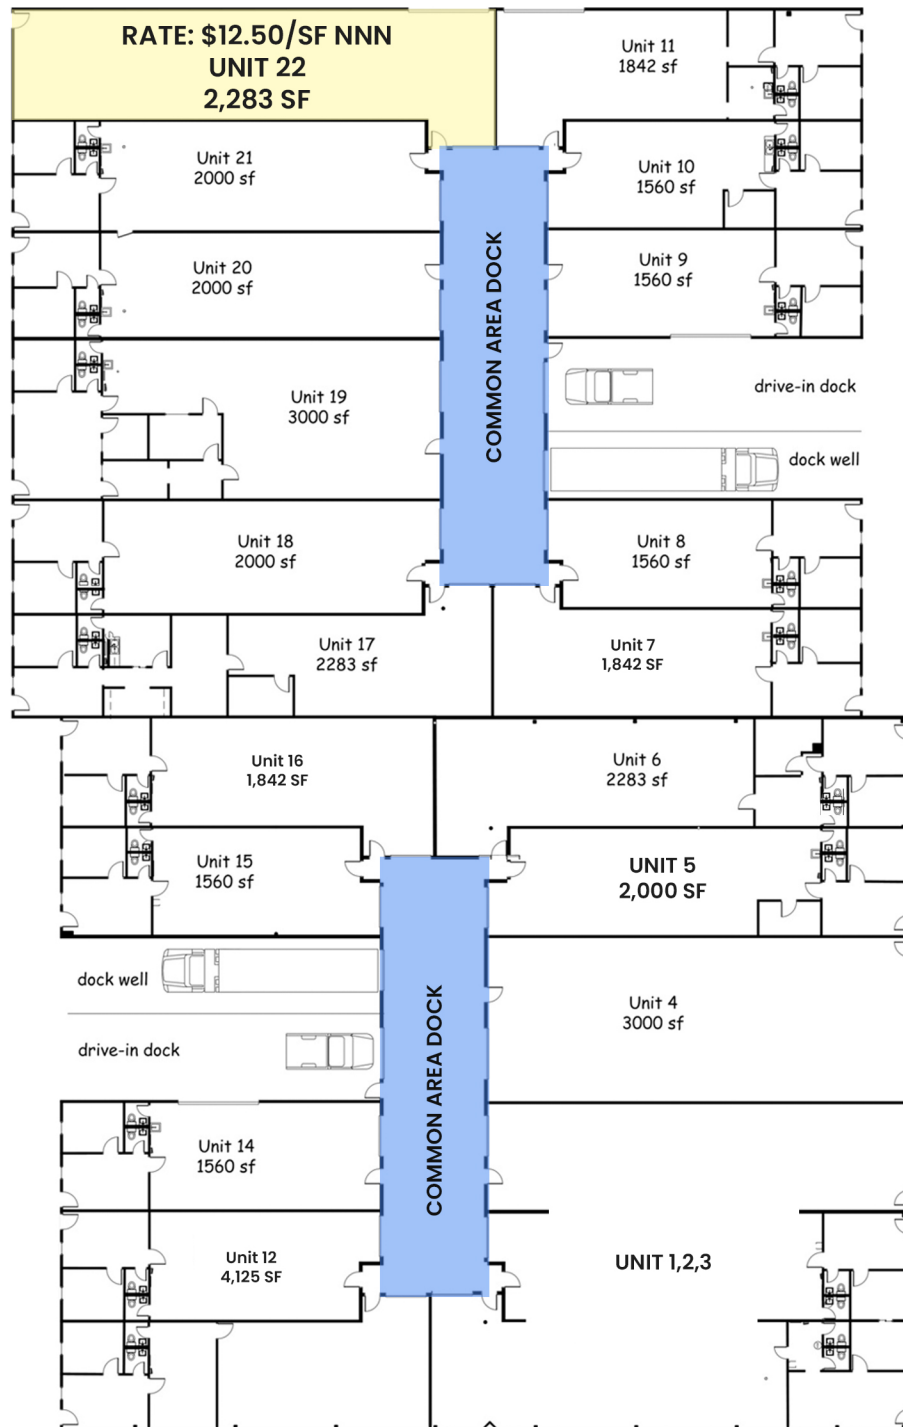 RATE: $12.50/SF NNN
UNIT 22
2,283 SF
Unit 11
1842 sf
Unit 21
2000 sf
Unit 10
1560 sf
Unit 20
2000 sf
Unit 9
1560 sf
COMMON AREA DOCK
Unit 19
3000 sf
drive-in dock
dock well
Unit 18
2000 sf
Unit 8
1560 sf
Unit 17
2283 sf
Unit 7
1,842 SF
Unit 16
1,842 SF
Unit 6
2283 sf
Unit 15
1560 sf
UNIT 5
2,000 SF
dock well
Unit 4
3000 sf
drive-in dock
COMMON AREA DOCK
Unit 14
1560 sf
Unit 12
4,125 SF
UNIT 1,2,3